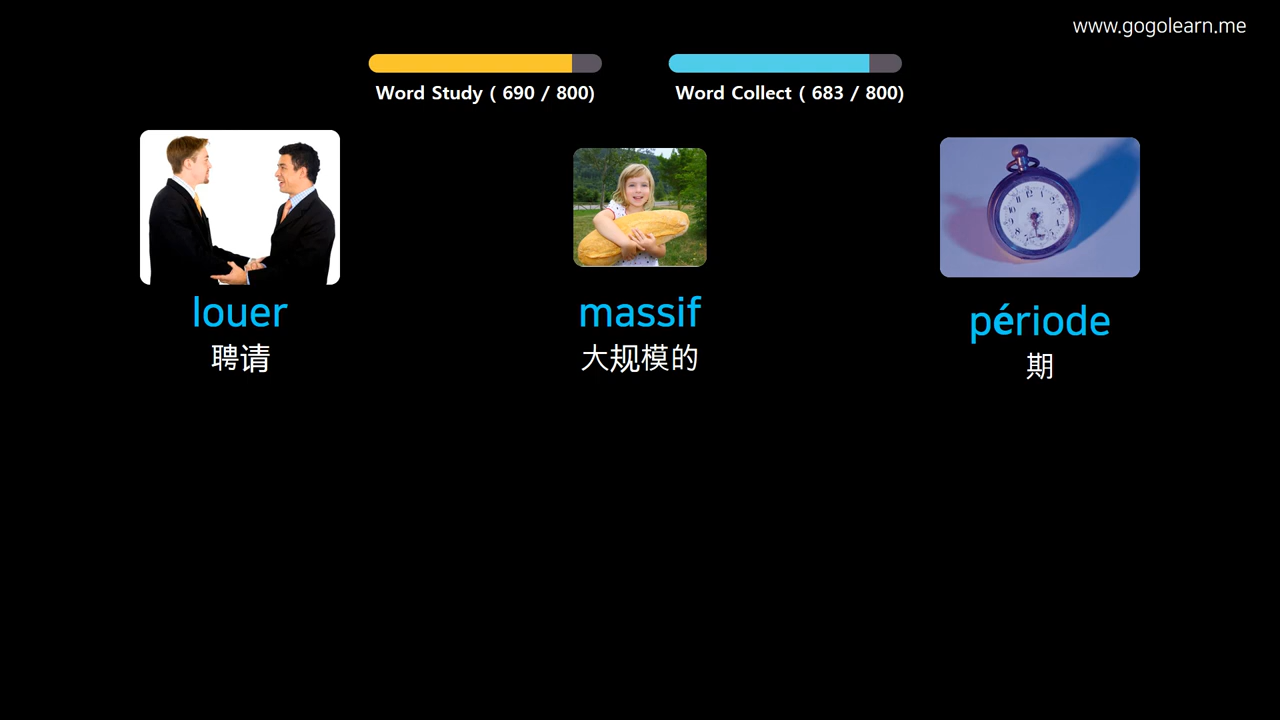 www.gogolearn.me
Word Study ( 690 / 800)
Word Collect ( 683 / 800)
louer
聘请
massif
大规模的
période
期